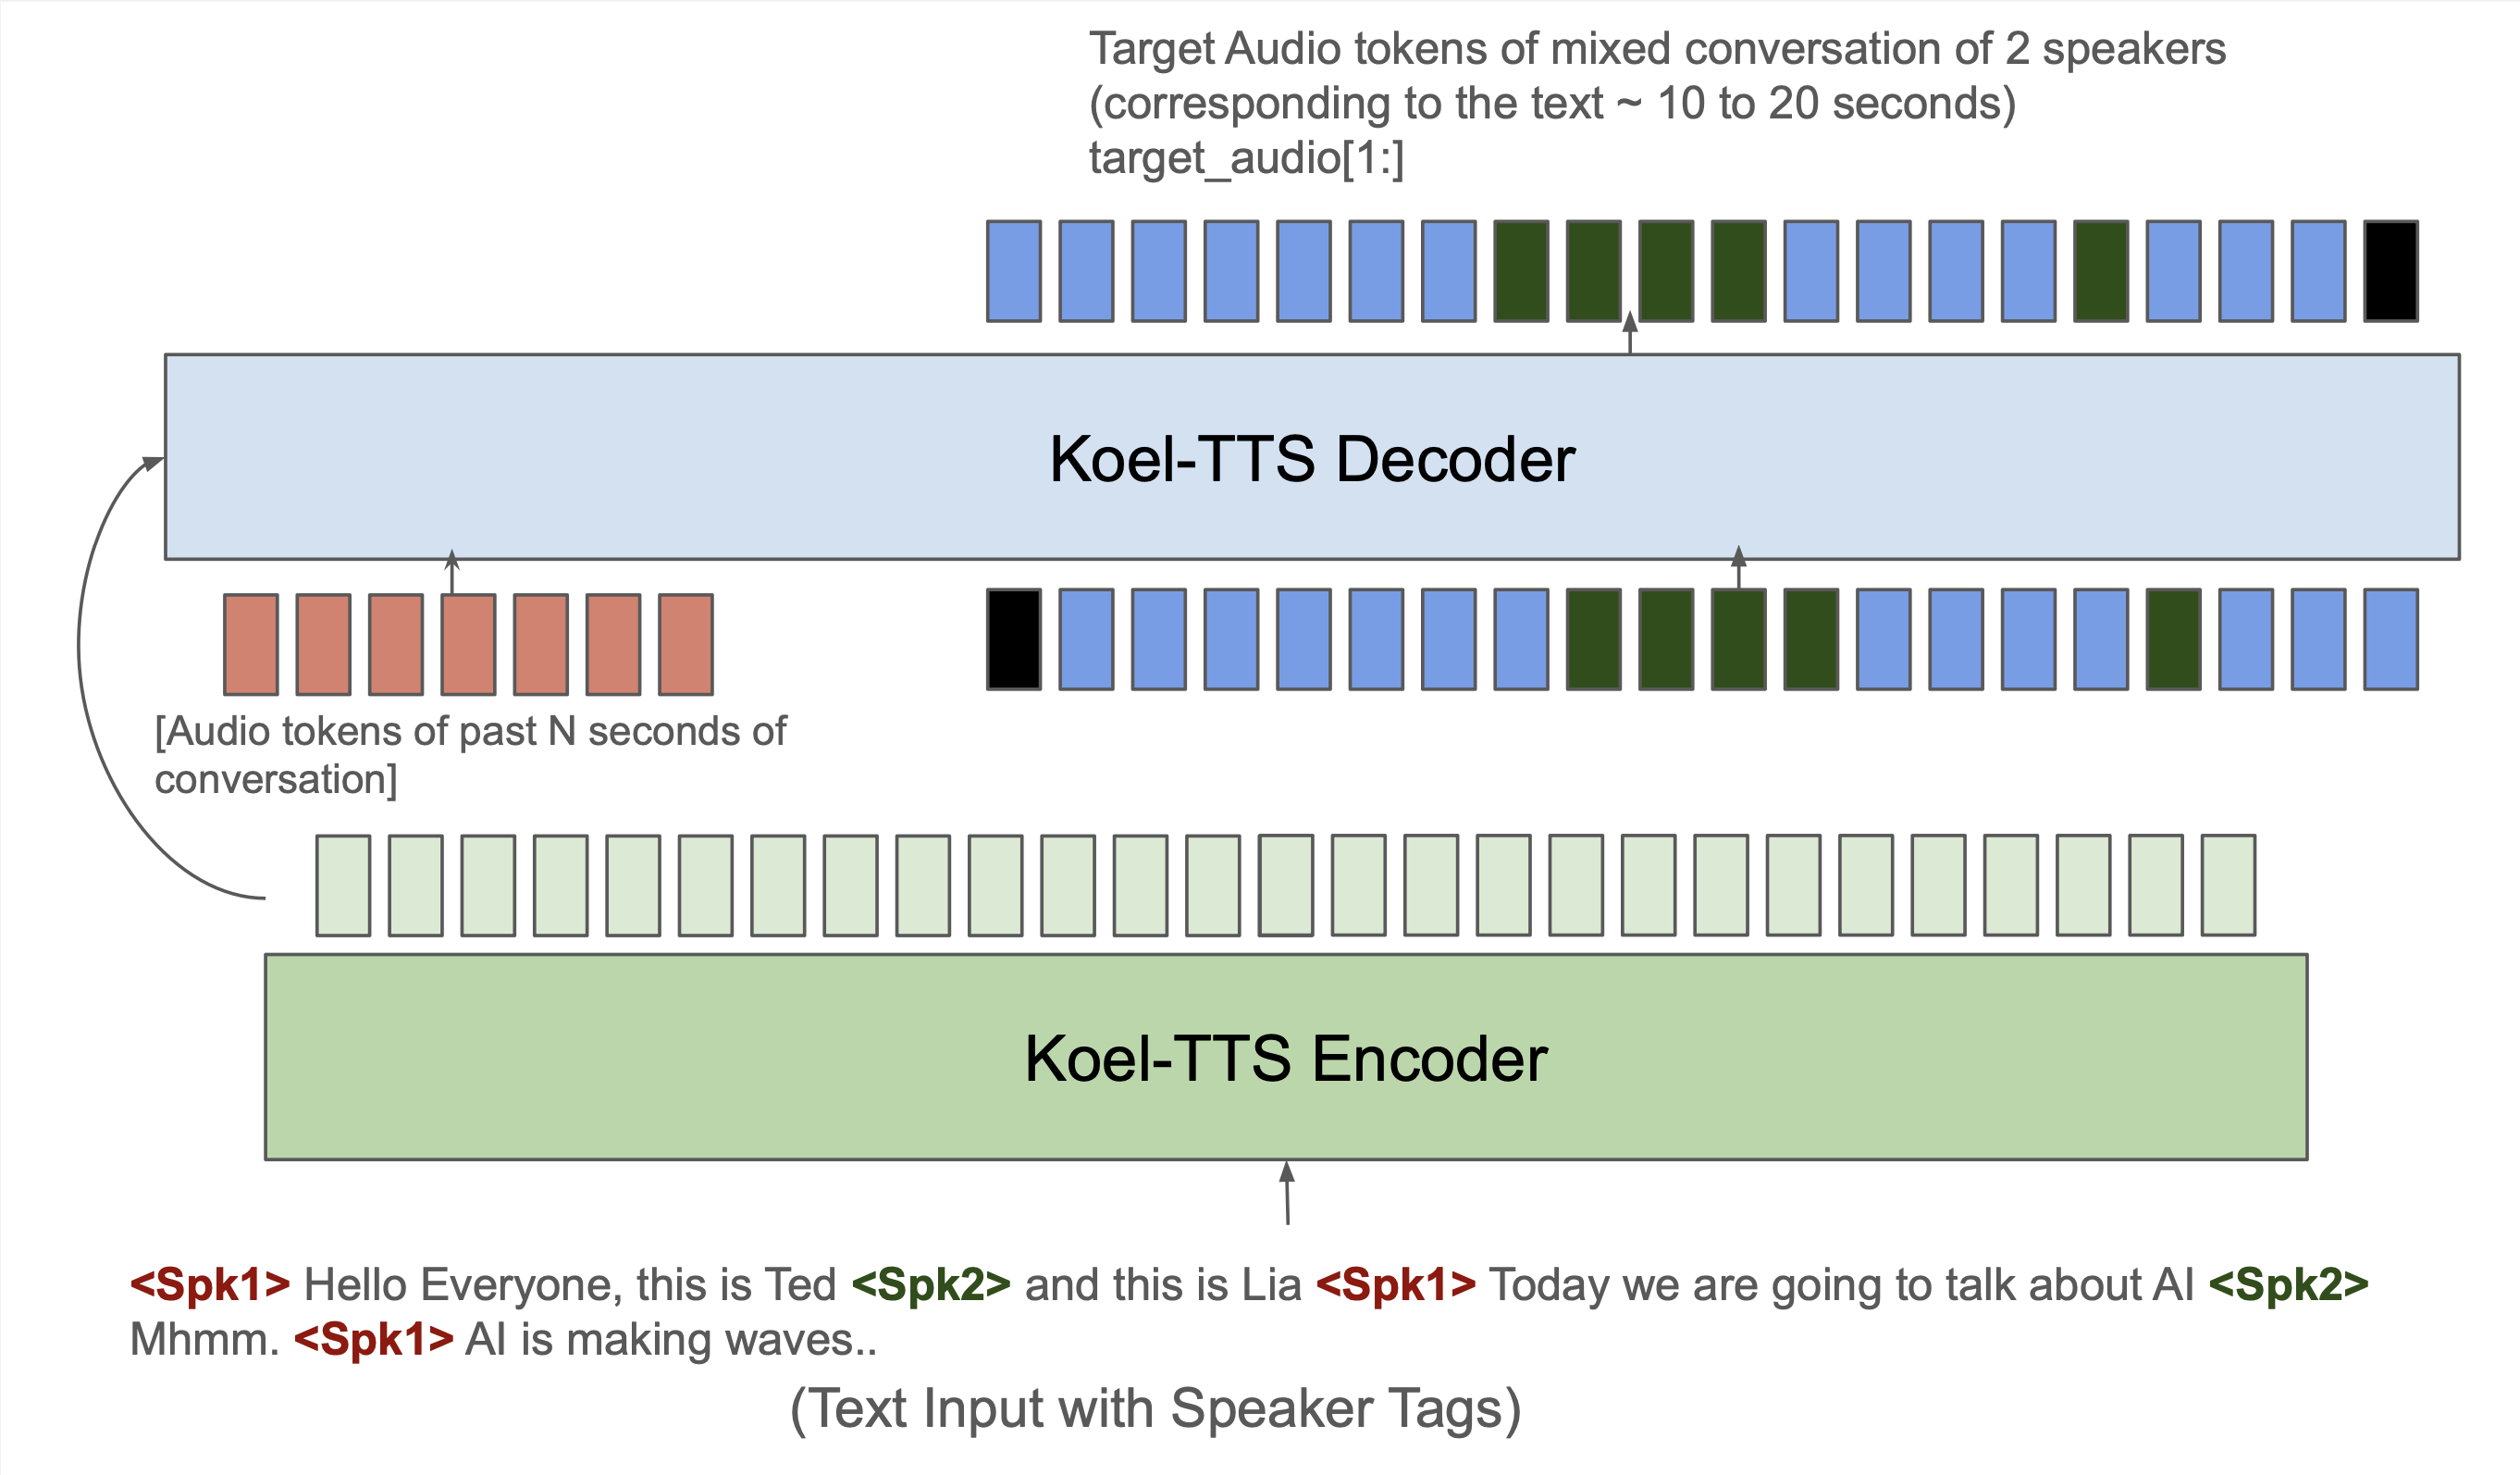 Target Audio tokens of mixed conversation of 2 speakers
(corresponding to the text ~ 10 to 20 seconds)
target_audio[1:]
Koel-TTS Decoder
[Audio tokens of past N seconds of
conversation]
Koel-TTS Encoder
<Spk1> Hello Everyone, this is Ted <Spk2> and this is Lia <Spk1> Today we are going to talk about AI <Spk2>
Mhmm. <Spk1> AI is making waves..
(Text Input with Speaker Tags)